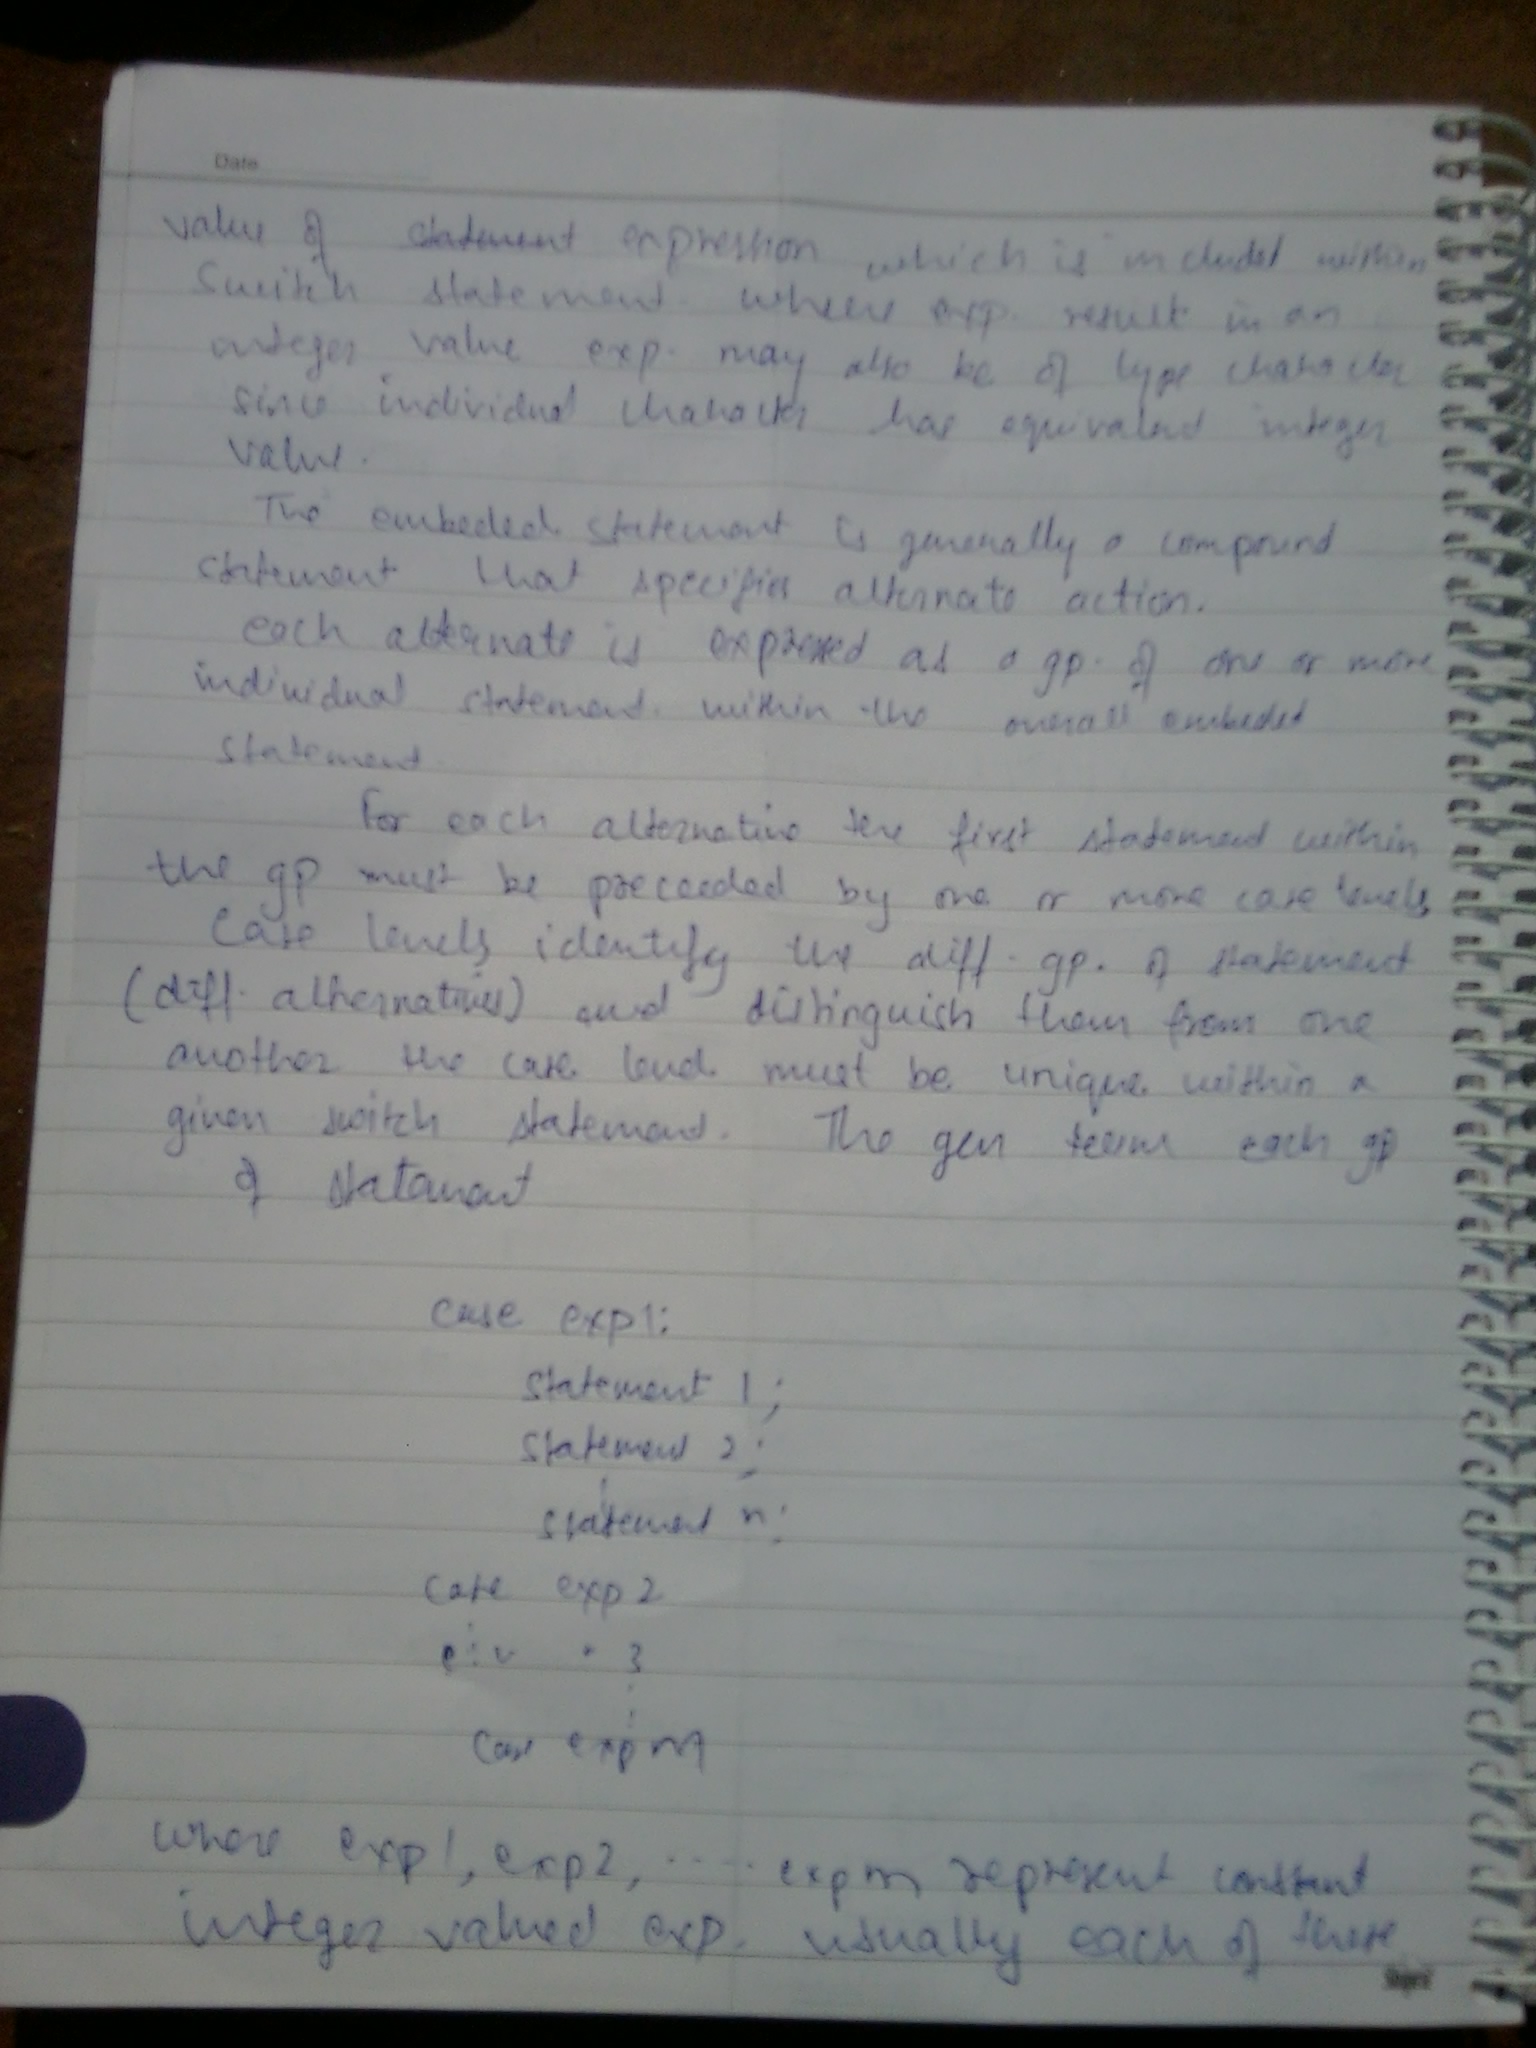 Date
value of statement expression which is included within
switch statement where exp. result in an
integer value exp. may also be of type character
since individual character has equivalent integer
value.
The embeded statement is generally a compound
statement that specifies alternate action.
each alternate is expressed as a gp. of one or more
individual statement within the overall embeded
statement
For each alternative the first statement within
the gp must be preceeded by one or more case levels
Case levels identify the diff. gp. of statement
(diff. alternatives) and distinguish them from one
another the case level must be unique within a
given switch statement. The gen term each gp
of statement
case exp1:
statement 1;
statement 2;
statement n;
case exp2
3
case exp m
where exp1, exp2, ..... exp m represent constant
integer valued exp. usually each of these